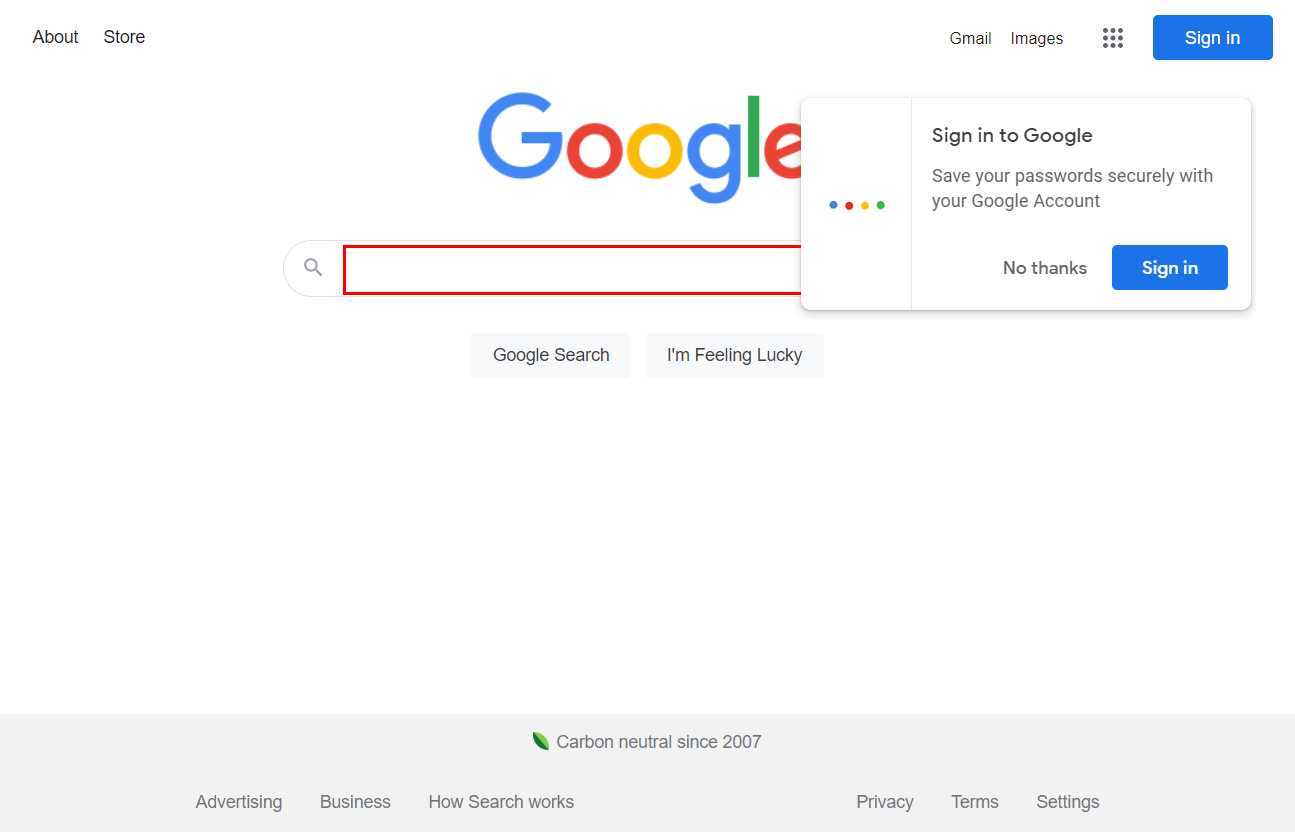 About Store
Gmail Images Sign in
Google
Sign in to Google
Save your passwords securely with
your Google Account
No thanks Sign in
Google Search I'm Feeling Lucky
Carbon neutral since 2007
Advertising Business How Search works
Privacy Terms Settings